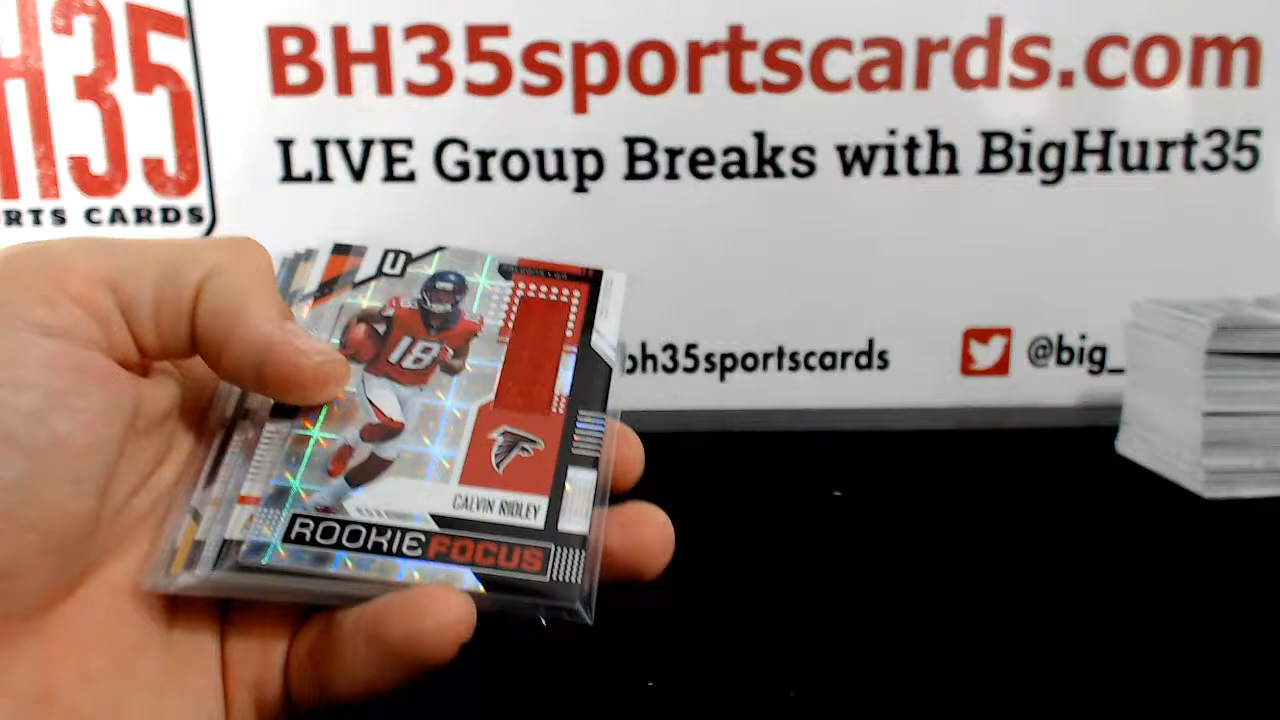 H35
RTS CARDS
BH35sportscards.com
LIVE Group Breaks with BigHurt35
bh35sportscards
@big_
U
18
CALVIN RIDLEY
ROOKIE FOCUS